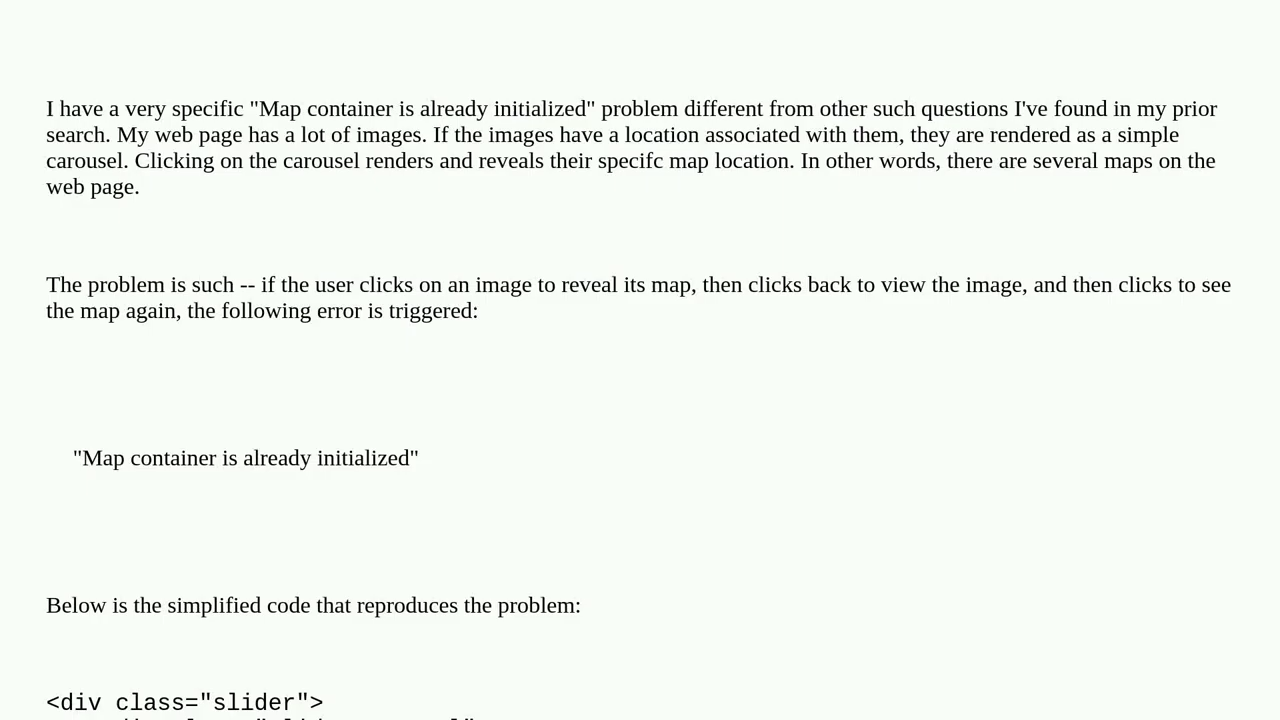 I have a very specific "Map container is already initialized" problem different from other such questions I've found in my prior
search. My web page has a lot of images. If the images have a location associated with them, they are rendered as a simple
carousel. Clicking on the carousel renders and reveals their specifc map location. In other words, there are several maps on the
web page.
The problem is such -- if the user clicks on an image to reveal its map, then clicks back to view the image, and then clicks to see
the map again, the following error is triggered:
"Map container is already initialized"
Below is the simplified code that reproduces the problem:
<div class="slider">